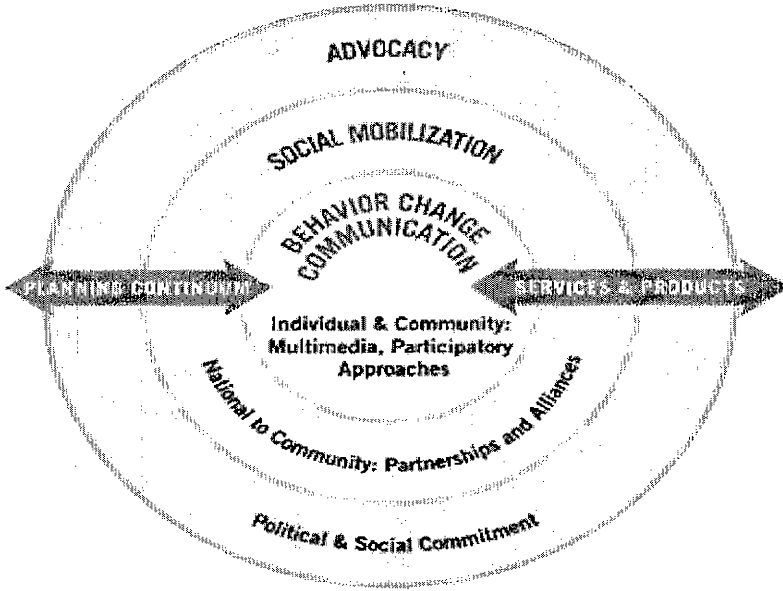 ADVOCACY
SOCIAL MOBILIZATION
BEHAVIOR CHANGE
COMMUNICATION
PLANNING CONTINUUM
SERVICES & PRODUCTS
Individual & Community:
Multimedia, Participatory
Approaches
National to Community: Partnerships and Alliances
Political & Social Commitment